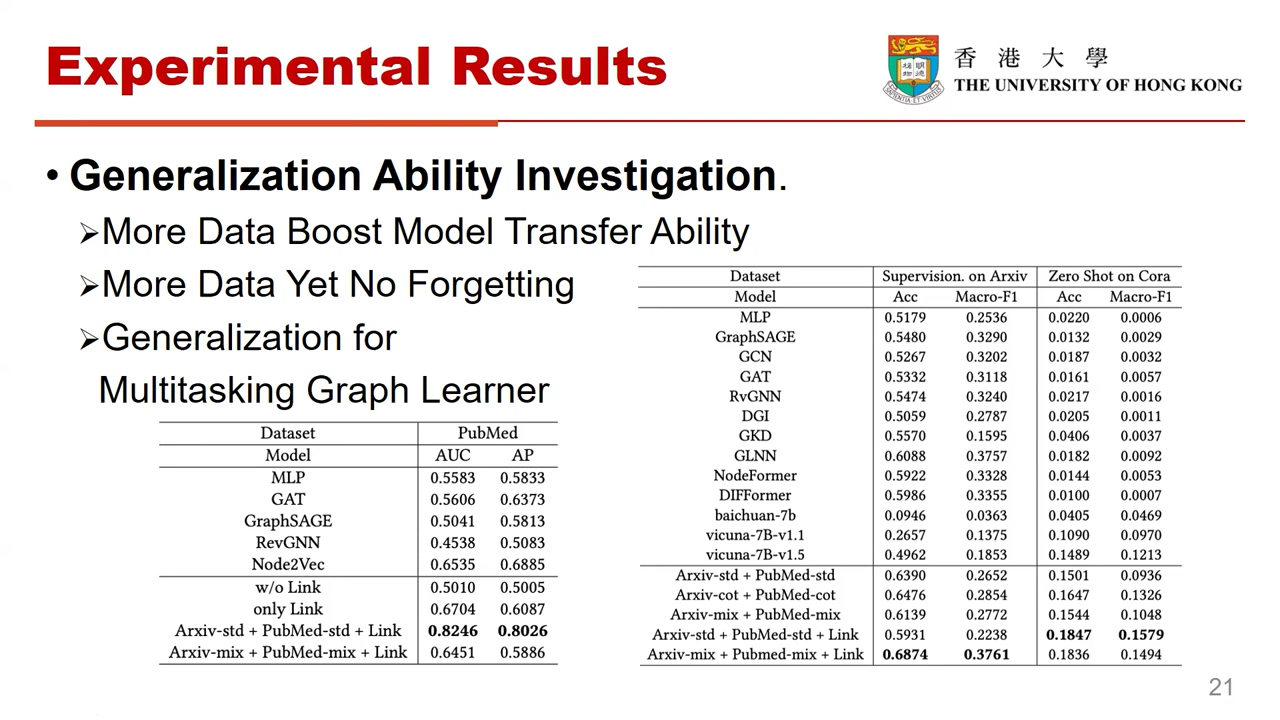 Experimental Results
香 港 大 學
THE UNIVERSITY OF HONG KONG
• Generalization Ability Investigation.
➢More Data Boost Model Transfer Ability
➢More Data Yet No Forgetting
➢Generalization for
Multitasking Graph Learner
Dataset PubMed
Model AUC AP
MLP 0.5583 0.5833
GAT 0.5606 0.6373
GraphSAGE 0.5041 0.5813
RevGNN 0.4538 0.5083
Node2Vec 0.6535 0.6885
w/o Link 0.5010 0.5005
only Link 0.6704 0.6087
Arxiv-std + PubMed-std + Link 0.8246 0.8026
Arxiv-mix + PubMed-mix + Link 0.6451 0.5886
Dataset Supervision. on Arxiv Zero Shot on Cora
Model Acc Macro-F1 Acc Macro-F1
MLP 0.5179 0.2536 0.0220 0.0006
GraphSAGE 0.5480 0.3290 0.0132 0.0029
GCN 0.5267 0.3202 0.0187 0.0032
GAT 0.5332 0.3118 0.0161 0.0057
RvGNN 0.5474 0.3240 0.0217 0.0016
DGI 0.5059 0.2787 0.0205 0.0011
GKD 0.5570 0.1595 0.0406 0.0037
GLNN 0.6088 0.3757 0.0182 0.0092
NodeFormer 0.5922 0.3328 0.0144 0.0053
DIFFormer 0.5986 0.3355 0.0100 0.0007
baichuan-7b 0.0946 0.0363 0.0405 0.0469
vicuna-7B-v1.1 0.2657 0.1375 0.1090 0.0970
vicuna-7B-v1.5 0.4962 0.1853 0.1489 0.1213
Arxiv-std + PubMed-std 0.6390 0.2652 0.1501 0.0936
Arxiv-cot + PubMed-cot 0.6476 0.2854 0.1647 0.1326
Arxiv-mix + PubMed-mix 0.6139 0.2772 0.1544 0.1048
Arxiv-std + PubMed-std + Link 0.5931 0.2238 0.1847 0.1579
Arxiv-mix + Pubmed-mix + Link 0.6874 0.3761 0.1836 0.1494
21